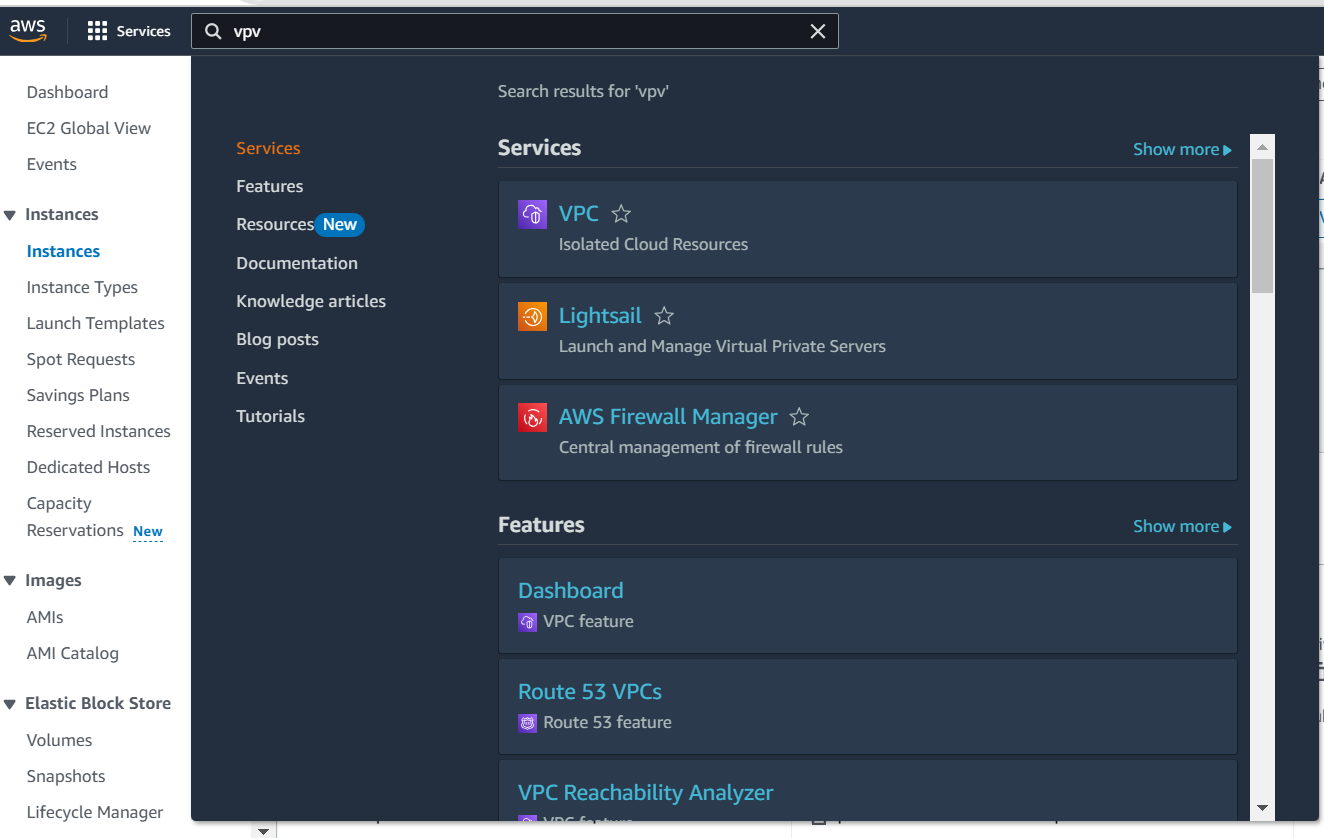 aws
Services
vpv
Dashboard
EC2 Global View
Events
Instances
Instances
Instance Types
Launch Templates
Spot Requests
Savings Plans
Reserved Instances
Dedicated Hosts
Capacity
Reservations New
Images
AMIs
AMI Catalog
Elastic Block Store
Volumes
Snapshots
Lifecycle Manager
Search results for 'vpv'
Services
Features
Resources New
Documentation
Knowledge articles
Blog posts
Events
Tutorials
Services
Show more
VPC
Isolated Cloud Resources
Lightsail
Launch and Manage Virtual Private Servers
AWS Firewall Manager
Central management of firewall rules
Features
Show more
Dashboard
VPC feature
Route 53 VPCs
Route 53 feature
VPC Reachability Analyzer
VPC feature